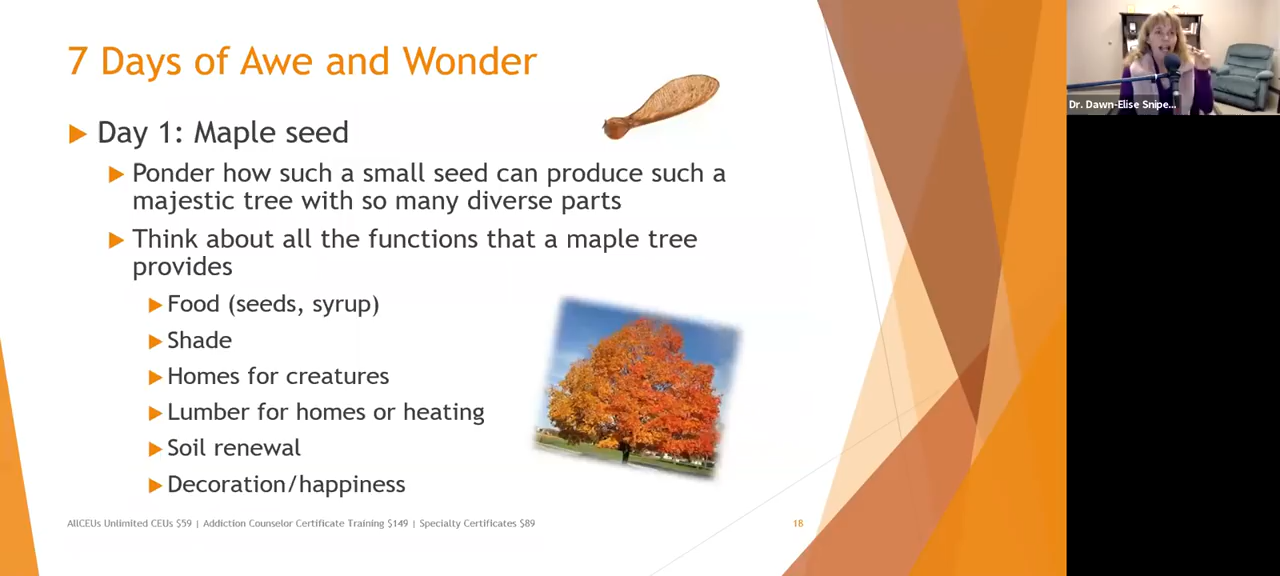 7 Days of Awe and Wonder
Day 1: Maple seed
Ponder how such a small seed can produce such a
majestic tree with so many diverse parts
Think about all the functions that a maple tree
provides
Food (seeds, syrup)
Shade
Homes for creatures
Lumber for homes or heating
Soil renewal
Decoration/happiness
AllCEUs Unlimited CEUs $59 | Addiction Counselor Certificate Training $149 | Specialty Certificates $89
18
Dr. Dawn-Elise Snipe...